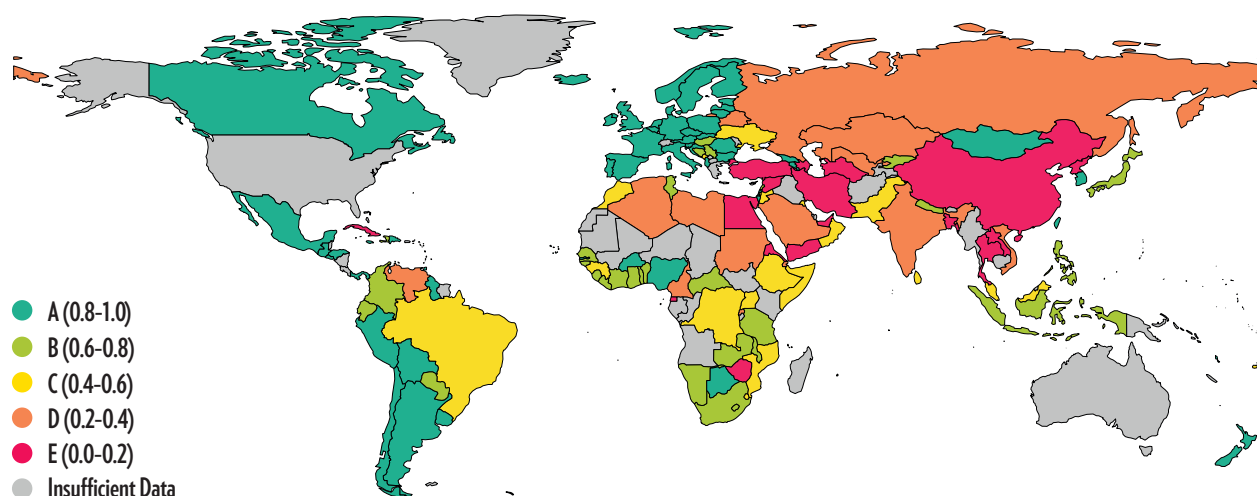 A (0.8–1.0)
B (0.6–0.8)
C (0.4–0.6)
D (0.2–0.4)
E (0.0–0.2)
Insufficient Data